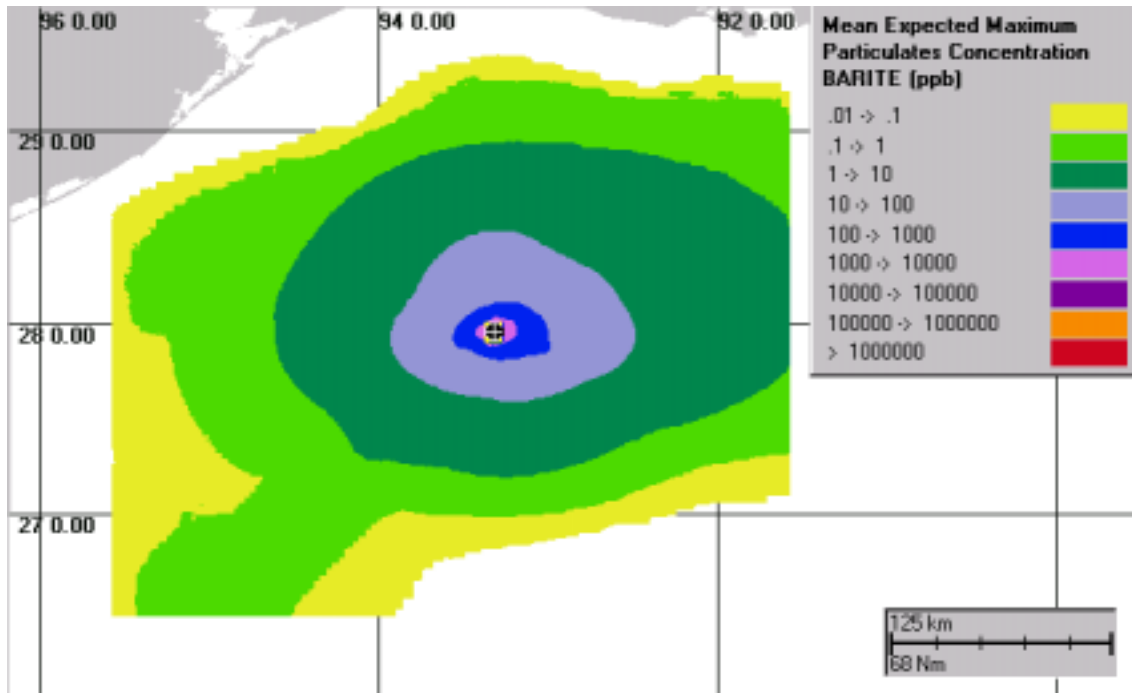 96 0.00
94 0.00
92 0.00
29 0.00
28 0.00
27 0.00
Mean Expected Maximum
Particulates Concentration
BARITE (ppb)
.01 -> .1
.1 -> 1
1 -> 10
10 -> 100
100 -> 1000
1000 -> 10000
10000 -> 100000
100000 -> 1000000
> 1000000
125 km
68 Nm